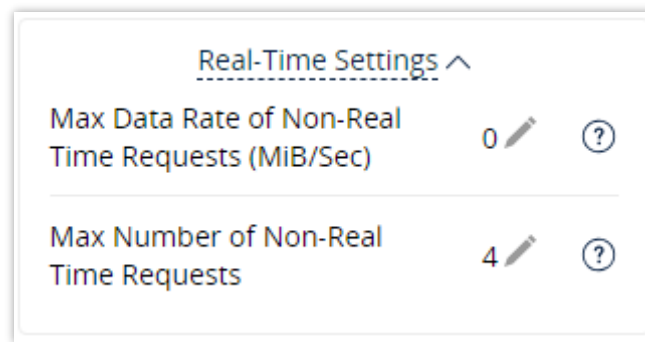 Real-Time Settings
Max Data Rate of Non-Real
Time Requests (MiB/Sec)
0
?
Max Number of Non-Real
Time Requests
4
?